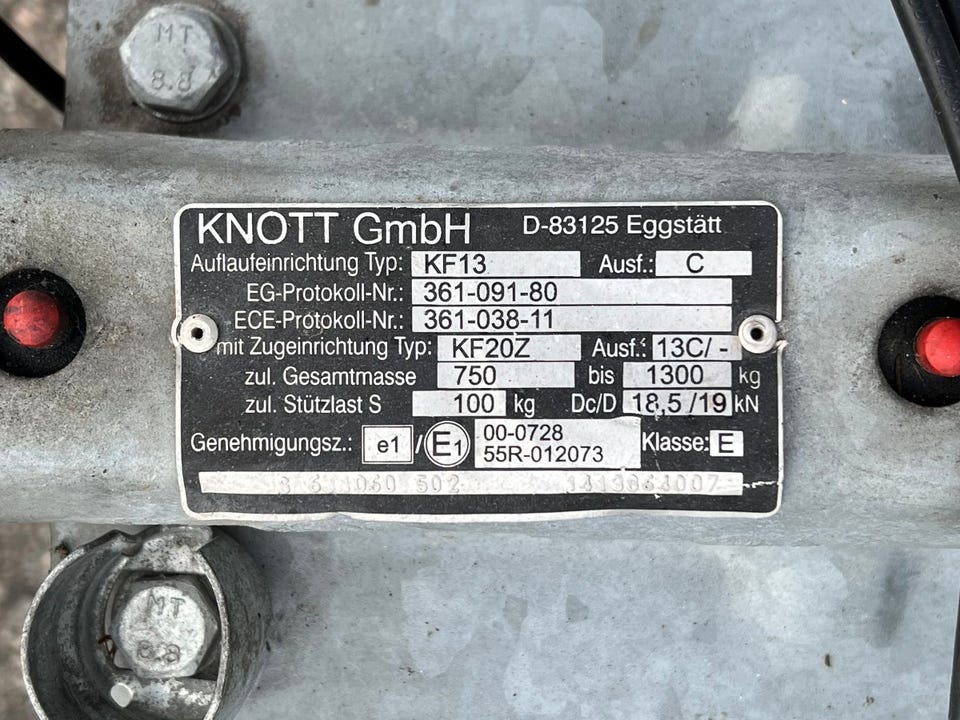 MT
8.8
KNOTT GmbH D-83125 Eggstätt
Auflaufeinrichtung Typ: KF13 Ausf.: C
EG-Protokoll-Nr.: 361-091-80
ECE-Protokoll-Nr.: 361-038-11
mit Zugeinrichtung Typ: KF20Z Ausf.: 13C/ -
zul. Gesamtmasse 750 bis 1300 kg
zul. Stützlast S 100 kg Dc/D 18,5 /19 kN
Genehmigungsz.: e1 / E1 00-0728 Klasse: E
55R-012073
502
MT
8.8